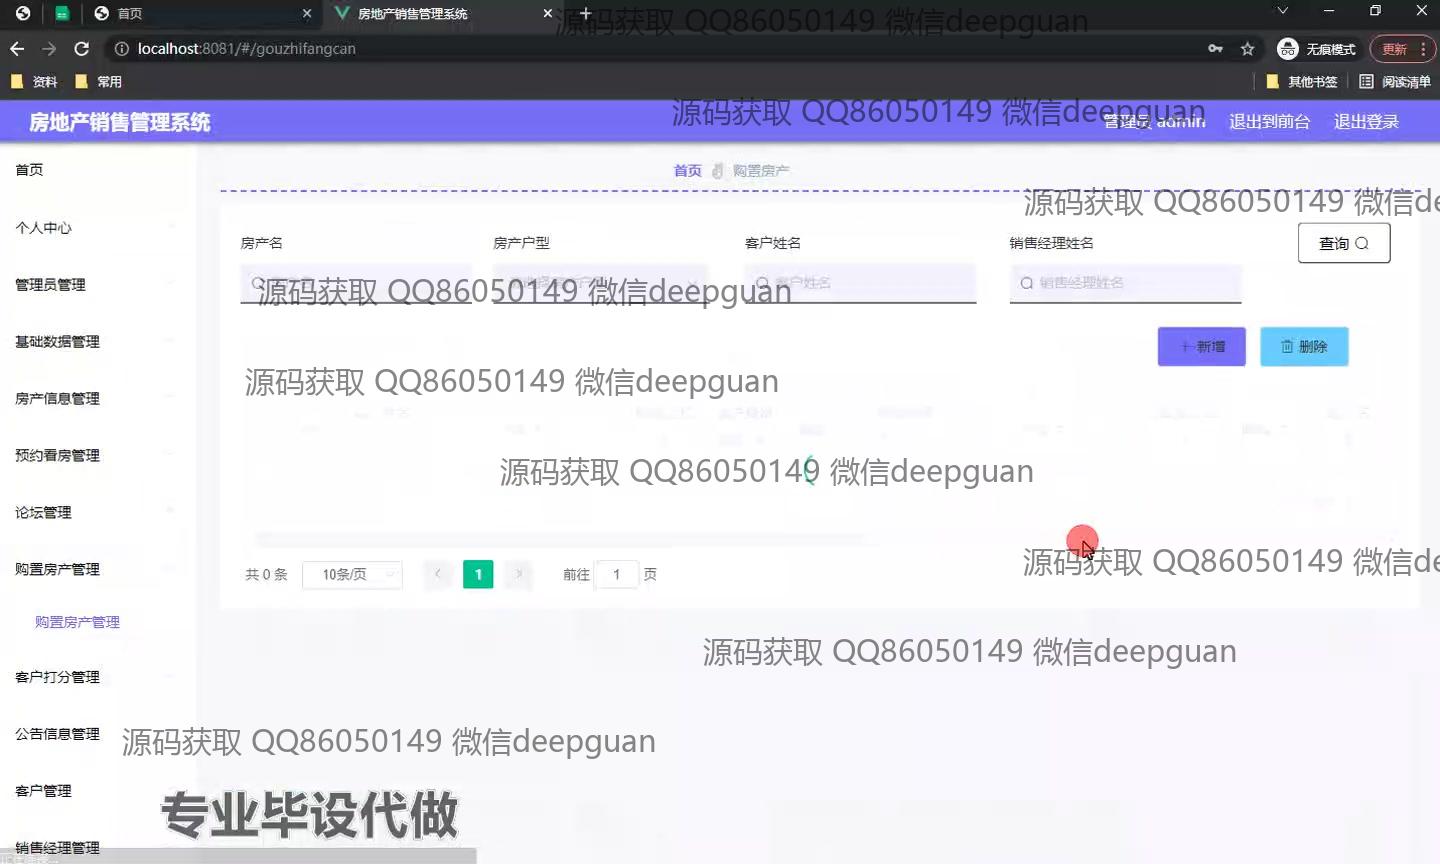 首页
房地产销售管理系统
源码获取 QQ86050149 微信deepguan
localhost:8081/#/gouzhifangcan
无痕模式
更新
资料
常用
其他书签
阅读清单
房地产销售管理系统
源码获取 QQ86050149 微信deepguan
管理员 admin
退出到前台
退出登录
首页
购置房产
源码获取 QQ86050149 微信de
首页
个人中心
管理员管理
基础数据管理
房产信息管理
预约看房管理
论坛管理
购置房产管理
购置房产管理
客户打分管理
公告信息管理
客户管理
销售经理管理
房产名
房产户型
客户姓名
销售经理姓名
查询
客户姓名
销售经理姓名
源码获取 QQ86050149 微信deepguan
新增
删除
源码获取 QQ86050149 微信deepguan
源码获取 QQ86050149 微信deepguan
源码获取 QQ86050149 微信de
共 0 条
10条/页
1
前往 1 页
源码获取 QQ86050149 微信deepguan
源码获取 QQ86050149 微信deepguan
专业毕设代做